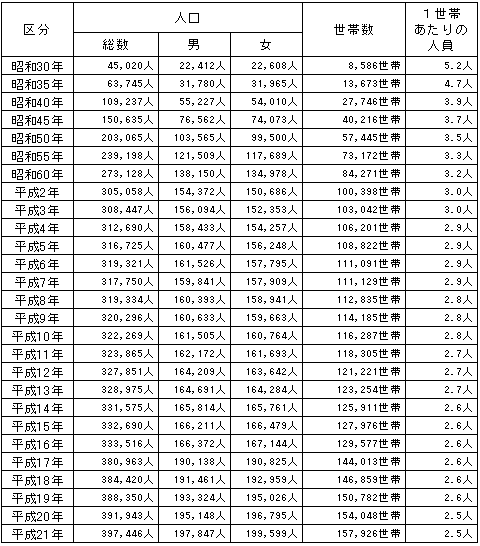 区分 人口 世帯数 1世帯あたりの人員
総数 男 女
昭和30年 45,020人 22,412人 22,608人 8,586世帯 5.2人
昭和35年 63,745人 31,780人 31,965人 13,673世帯 4.7人
昭和40年 109,237人 55,227人 54,010人 27,746世帯 3.9人
昭和45年 150,635人 76,562人 74,073人 40,216世帯 3.7人
昭和50年 203,065人 103,565人 99,500人 57,445世帯 3.5人
昭和55年 239,198人 121,509人 117,689人 73,172世帯 3.3人
昭和60年 273,128人 138,150人 134,978人 84,271世帯 3.2人
平成2年 305,058人 154,372人 150,686人 100,398世帯 3.0人
平成3年 308,447人 156,094人 152,353人 103,042世帯 3.0人
平成4年 312,690人 158,433人 154,257人 106,201世帯 2.9人
平成5年 316,725人 160,477人 156,248人 108,822世帯 2.9人
平成6年 319,321人 161,526人 157,795人 111,091世帯 2.9人
平成7年 317,750人 159,841人 157,909人 111,129世帯 2.9人
平成8年 319,334人 160,393人 158,941人 112,835世帯 2.8人
平成9年 320,296人 160,633人 159,663人 114,185世帯 2.8人
平成10年 322,269人 161,505人 160,764人 116,287世帯 2.8人
平成11年 323,865人 162,172人 161,693人 118,305世帯 2.7人
平成12年 327,851人 164,209人 163,642人 121,221世帯 2.7人
平成13年 328,975人 164,691人 164,284人 123,254世帯 2.7人
平成14年 331,575人 165,814人 165,761人 125,911世帯 2.6人
平成15年 332,690人 166,211人 166,479人 127,976世帯 2.6人
平成16年 333,516人 166,372人 167,144人 129,577世帯 2.6人
平成17年 380,963人 190,138人 190,825人 144,013世帯 2.6人
平成18年 384,420人 191,461人 192,959人 146,859世帯 2.6人
平成19年 388,350人 193,324人 195,026人 150,782世帯 2.6人
平成20年 391,943人 195,148人 196,795人 154,048世帯 2.5人
平成21年 397,446人 197,847人 199,599人 157,926世帯 2.5人